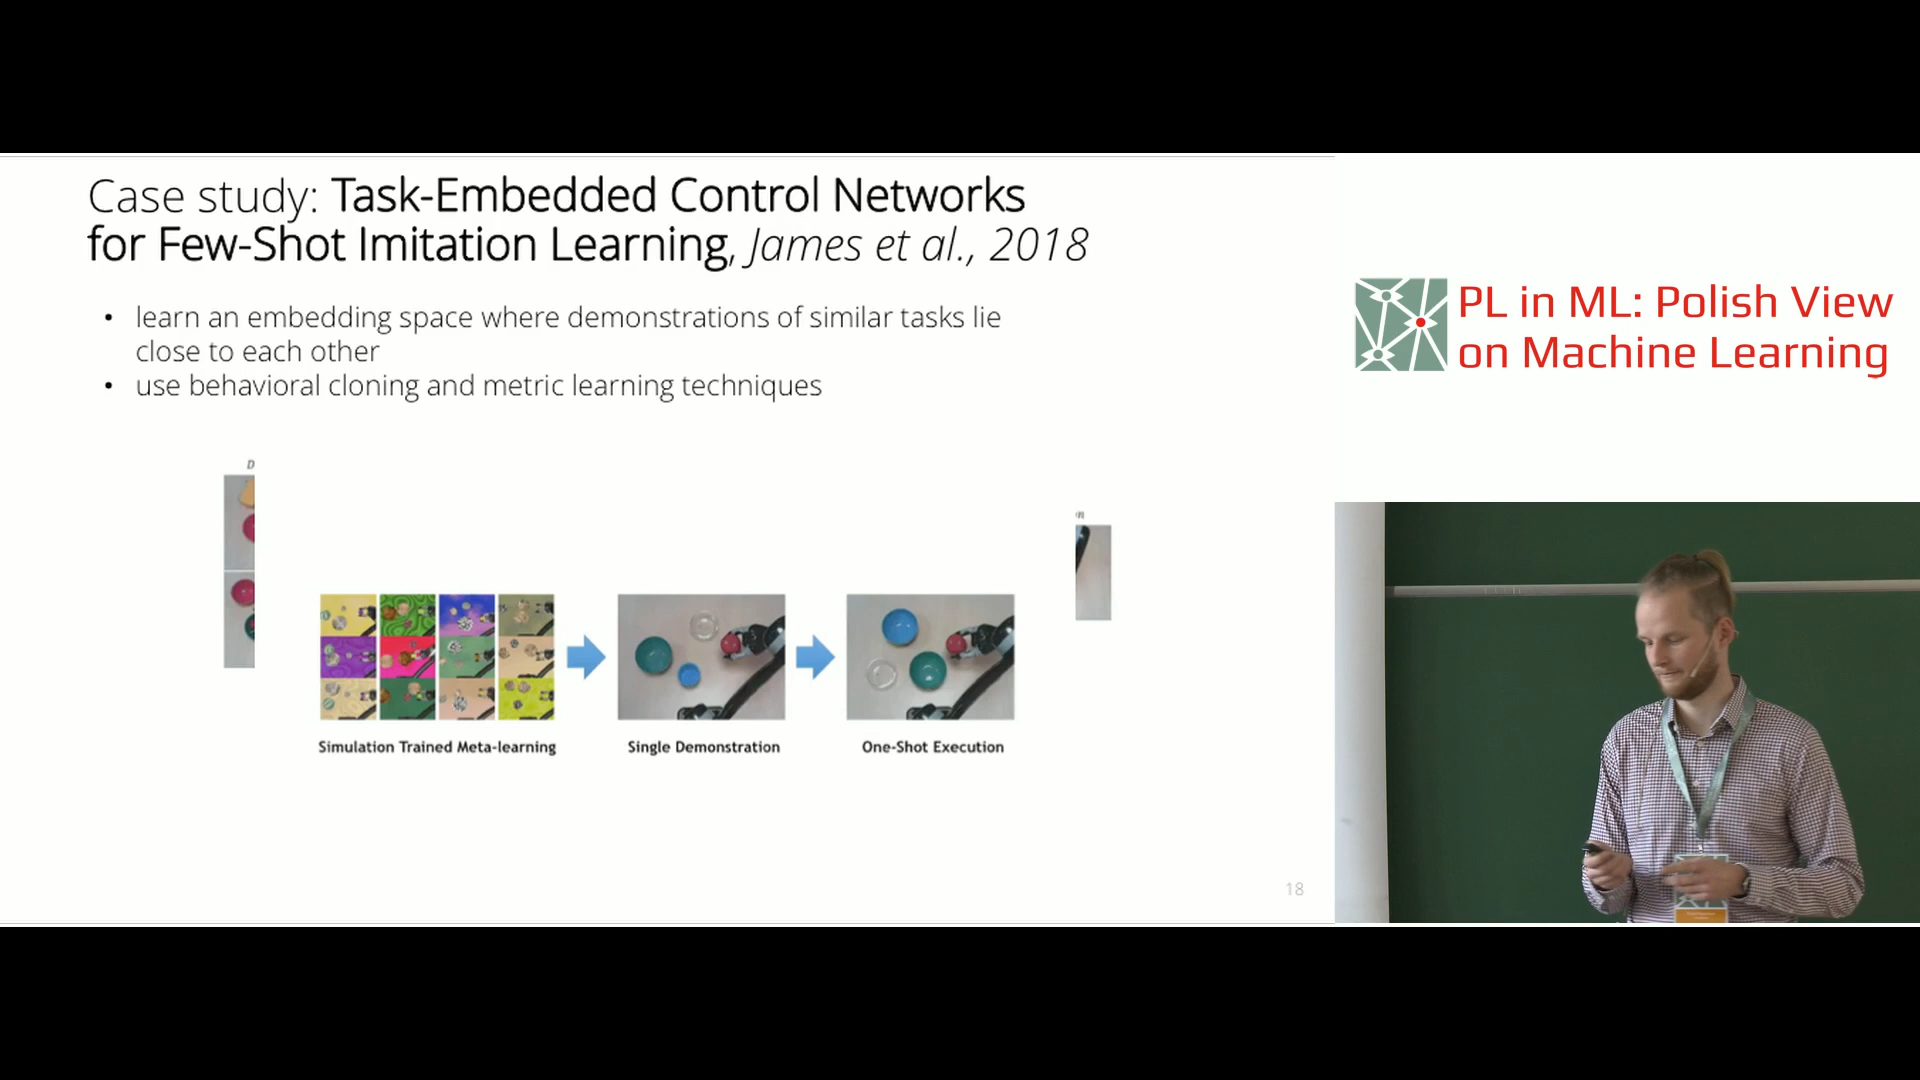 Case study: Task-Embedded Control Networks
for Few-Shot Imitation Learning, James et al., 2018
• learn an embedding space where demonstrations of similar tasks lie
close to each other
• use behavioral cloning and metric learning techniques
D
n
Simulation Trained Meta-learning
Single Demonstration
One-Shot Execution
18
PL in ML: Polish View
on Machine Learning